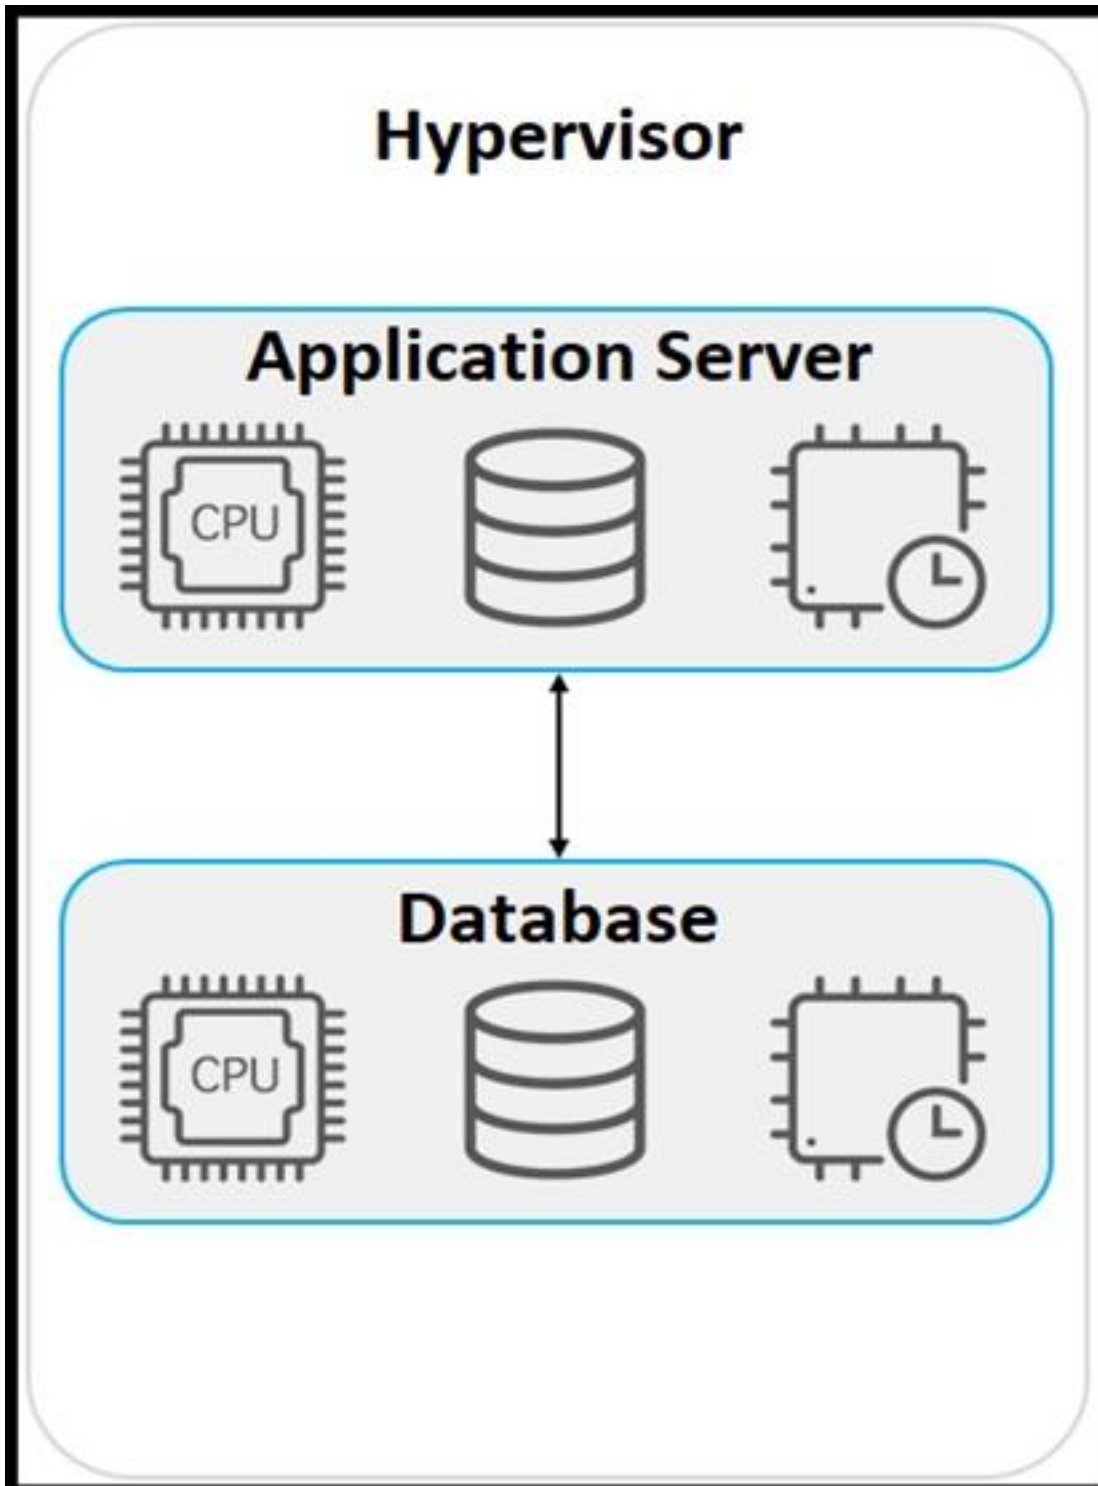 Hypervisor
Application Server
CPU
Database
CPU